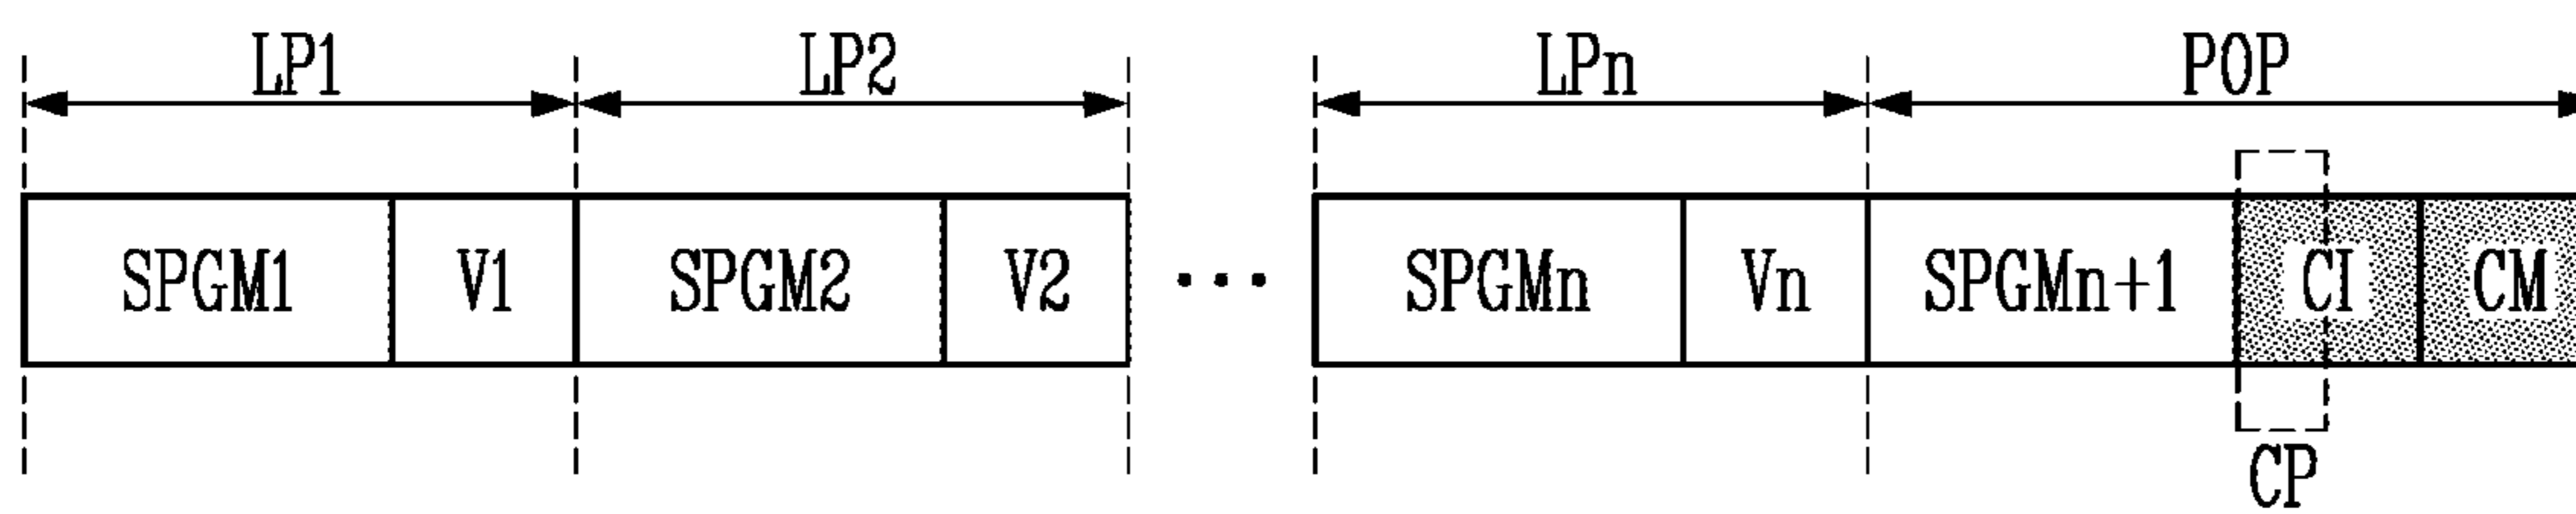 LP1 LP2 LPn POP
SPGM1 V1 SPGM2 V2 ... SPGMn Vn SPGMn+1 CI CM
CP